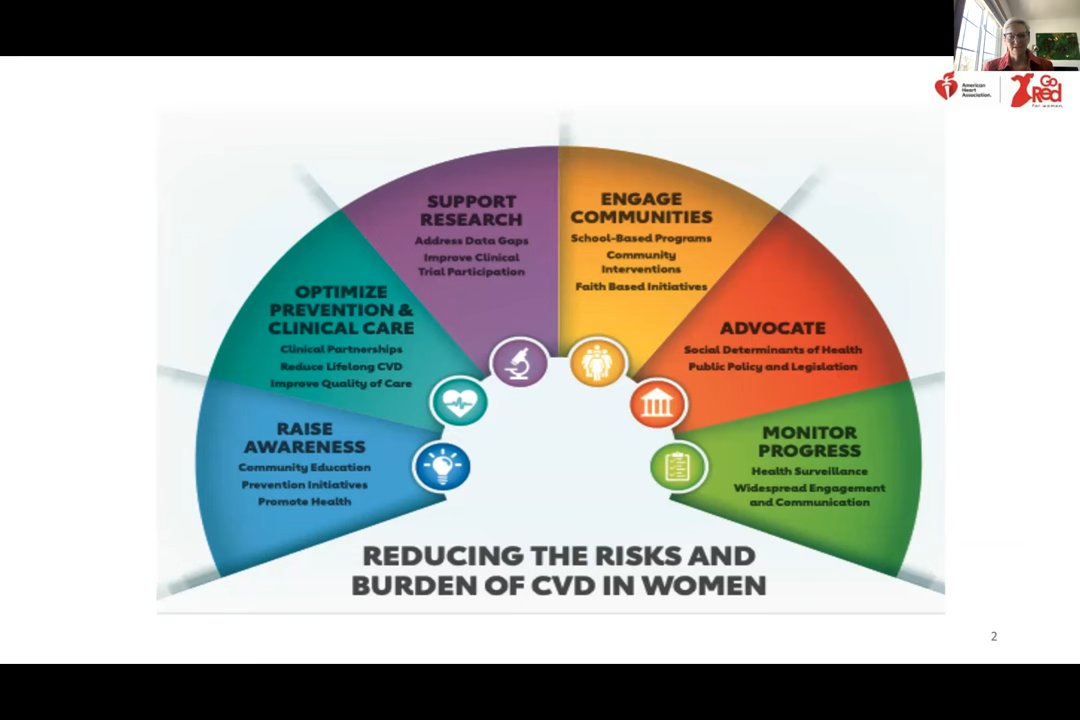 American
Heart
Association.
Go
Red
for women
SUPPORT
RESEARCH
Address Data Gaps
Improve Clinical
Trial Participation
ENGAGE
COMMUNITIES
School-Based Programs
Community
Interventions
Faith Based Initiatives
OPTIMIZE
PREVENTION &
CLINICAL CARE
Clinical Partnerships
Reduce Lifelong CVD
Improve Quality of Care
ADVOCATE
Social Determinants of Health
Public Policy and Legislation
RAISE
AWARENESS
Community Education
Prevention Initiatives
Promote Health
MONITOR
PROGRESS
Health Surveillance
Widespread Engagement
and Communication
REDUCING THE RISKS AND
BURDEN OF CVD IN WOMEN
2